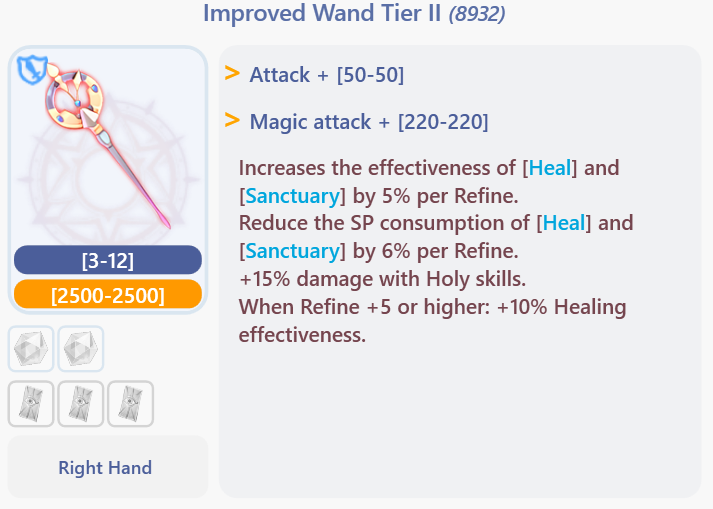 Improved Wand Tier II (8932)
> Attack + [50-50]
> Magic attack + [220-220]
Increases the effectiveness of [Heal] and
[Sanctuary] by 5% per Refine.
Reduce the SP consumption of [Heal] and
[Sanctuary] by 6% per Refine.
+15% damage with Holy skills.
When Refine +5 or higher: +10% Healing
effectiveness.
[3-12]
[2500-2500]
Right Hand